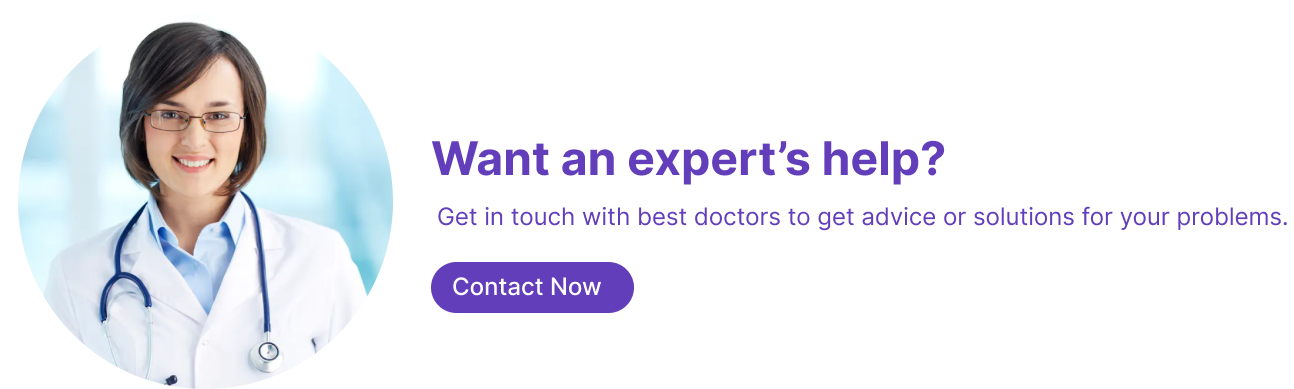 Want an expert’s help?
Get in touch with best doctors to get advice or solutions for your problems.
Contact Now